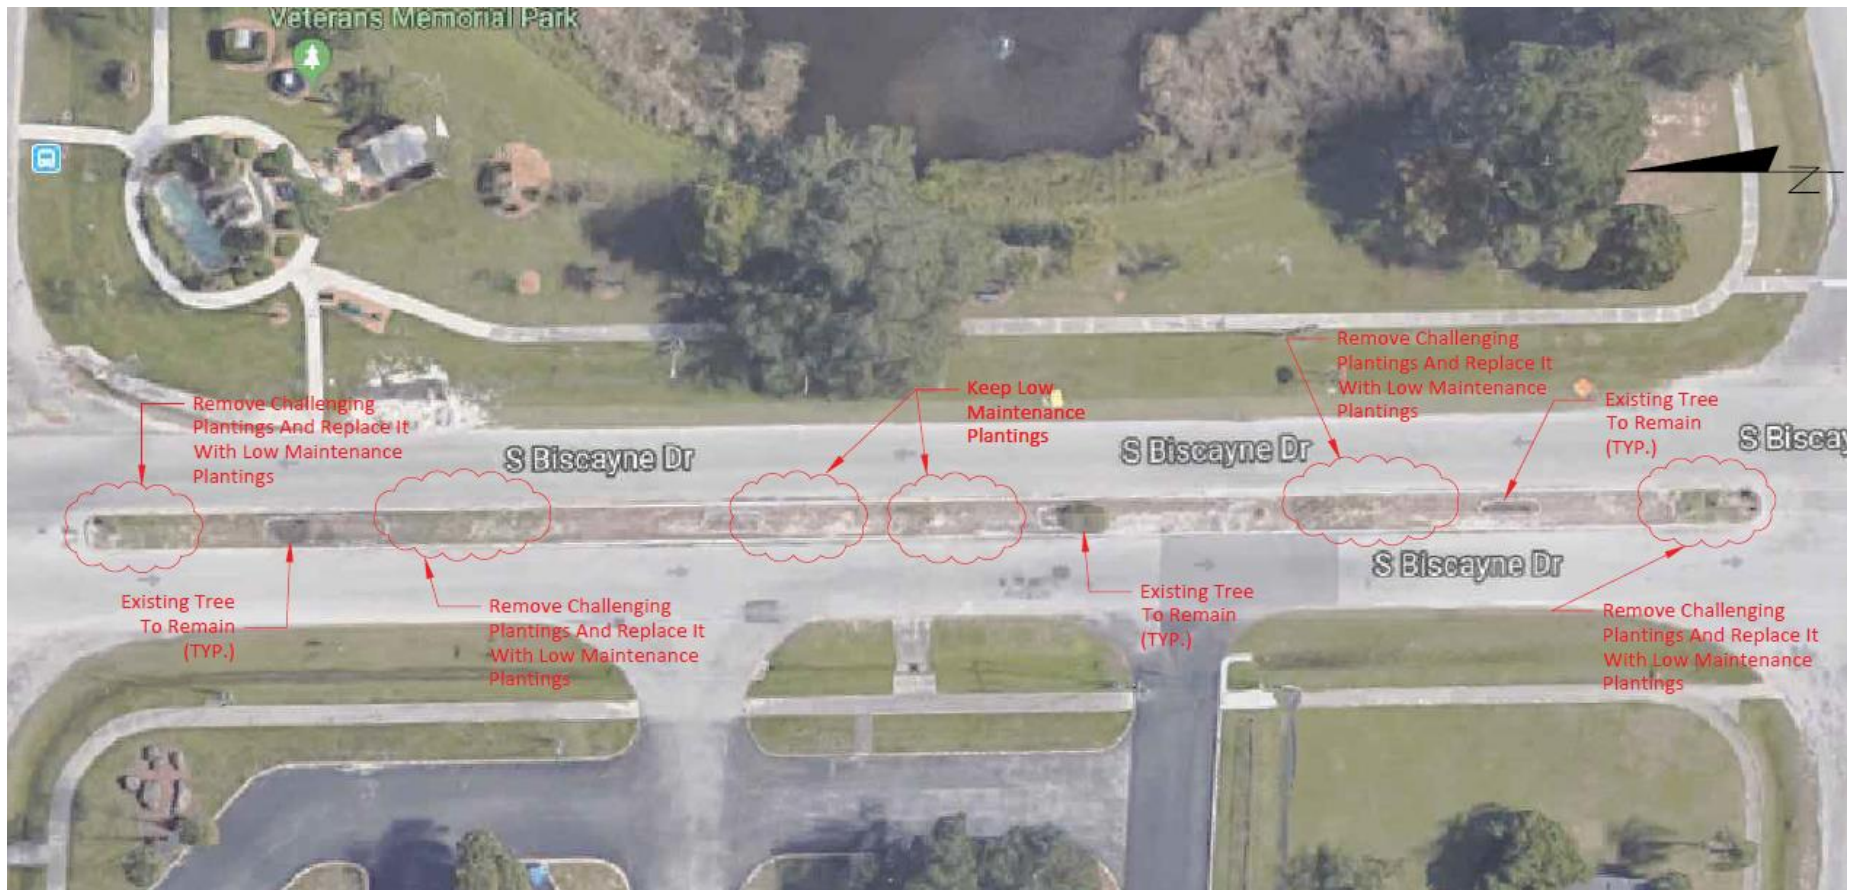 Veterans Memorial Park
N
Remove Challenging
Plantings And Replace It
With Low Maintenance
Plantings
Existing Tree
To Remain
(TYP.)
Keep Low
Maintenance
Plantings
Remove Challenging
Plantings And Replace It
With Low Maintenance
Plantings
S Biscayne Dr
S Biscayne Dr
S Biscay
S Biscayne Dr
Existing Tree
To Remain
(TYP.)
Remove Challenging
Plantings And Replace It
With Low Maintenance
Plantings
Existing Tree
To Remain
(TYP.)
Remove Challenging
Plantings And Replace It
With Low Maintenance
Plantings